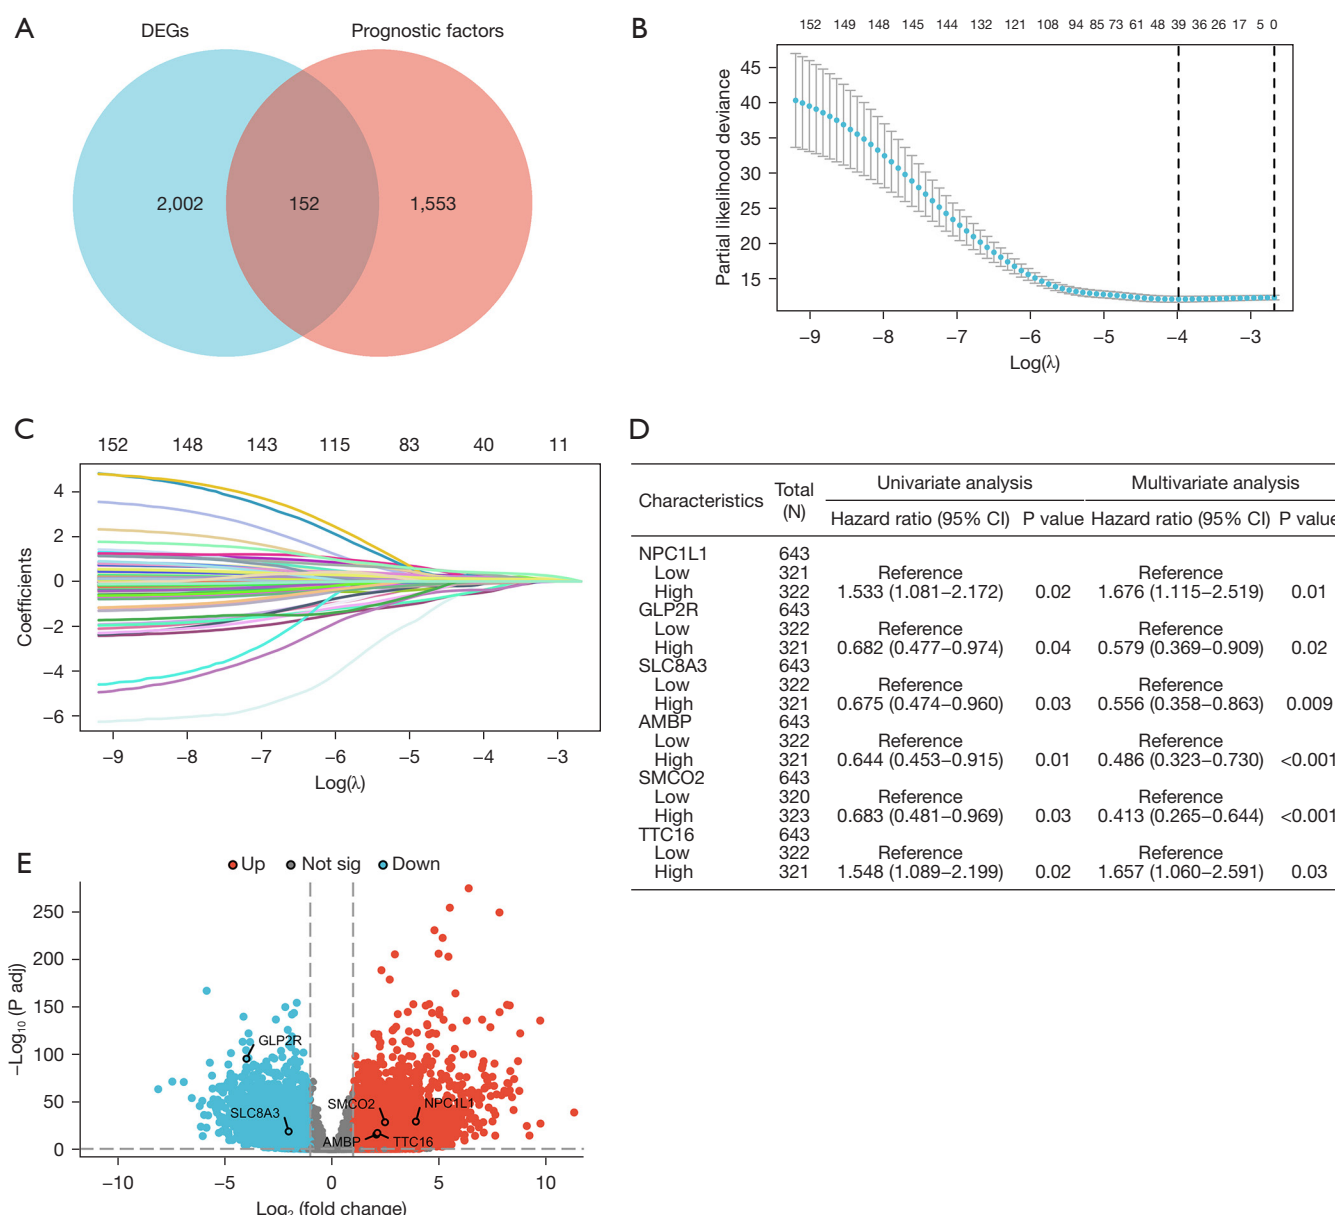 A
DEGs
Prognostic factors
2,002
152
1,553
B
152 149 148 145 144 132 121 108 94 85 73 61 48 39 36 26 17 5 0
Partial likelihood deviance
45
40
35
30
25
20
15
−9 −8 −7 −6 −5 −4 −3
Log(λ)
C
152 148 143 115 83 40 11
Coefficients
4
2
0
−2
−4
−6
−9 −8 −7 −6 −5 −4 −3
Log(λ)
D
Characteristics Total (N) Univariate analysis Multivariate analysis
Hazard ratio (95% CI) P value Hazard ratio (95% CI) P value
NPC1L1 643
Low 321 Reference Reference
High 322 1.533 (1.081−2.172) 0.02 1.676 (1.115−2.519) 0.01
GLP2R 643
Low 322 Reference Reference
High 321 0.682 (0.477−0.974) 0.04 0.579 (0.369−0.909) 0.02
SLC8A3 643
Low 322 Reference Reference
High 321 0.675 (0.474−0.960) 0.03 0.556 (0.358−0.863) 0.009
AMBP 643
Low 322 Reference Reference
High 321 0.644 (0.453−0.915) 0.01 0.486 (0.323−0.730) <0.001
SMCO2 643
Low 320 Reference Reference
High 323 0.683 (0.481−0.969) 0.03 0.413 (0.265−0.644) <0.001
TTC16 643
Low 322 Reference Reference
High 321 1.548 (1.089−2.199) 0.02 1.657 (1.060−2.591) 0.03
E
Up Not sig Down
−Log₁₀ (P adj)
250
200
150
100
50
0
GLP2R
SLC8A3
SMCO2
NPC1L1
AMBP
TTC16
−10 −5 0 5 10
Log₂ (fold change)